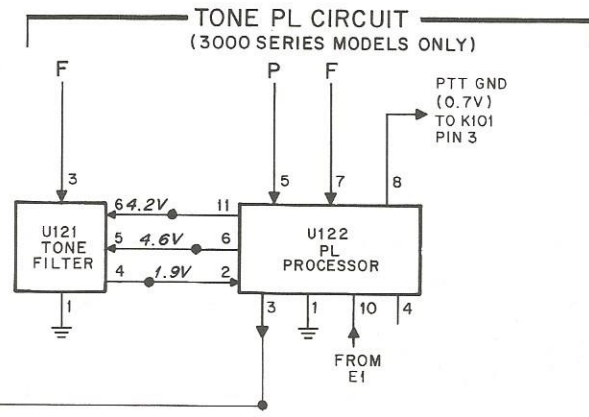 TONE PL CIRCUIT
(3000 SERIES MODELS ONLY)
F
P
F
PTT GND
(0.7V)
TO K101
PIN 3
3
5
7
8
6 4.2V 11
5 4.6V 6
4 1.9V 2
U121
TONE
FILTER
U122
PL
PROCESSOR
1
3
1
10
4
FROM
E1